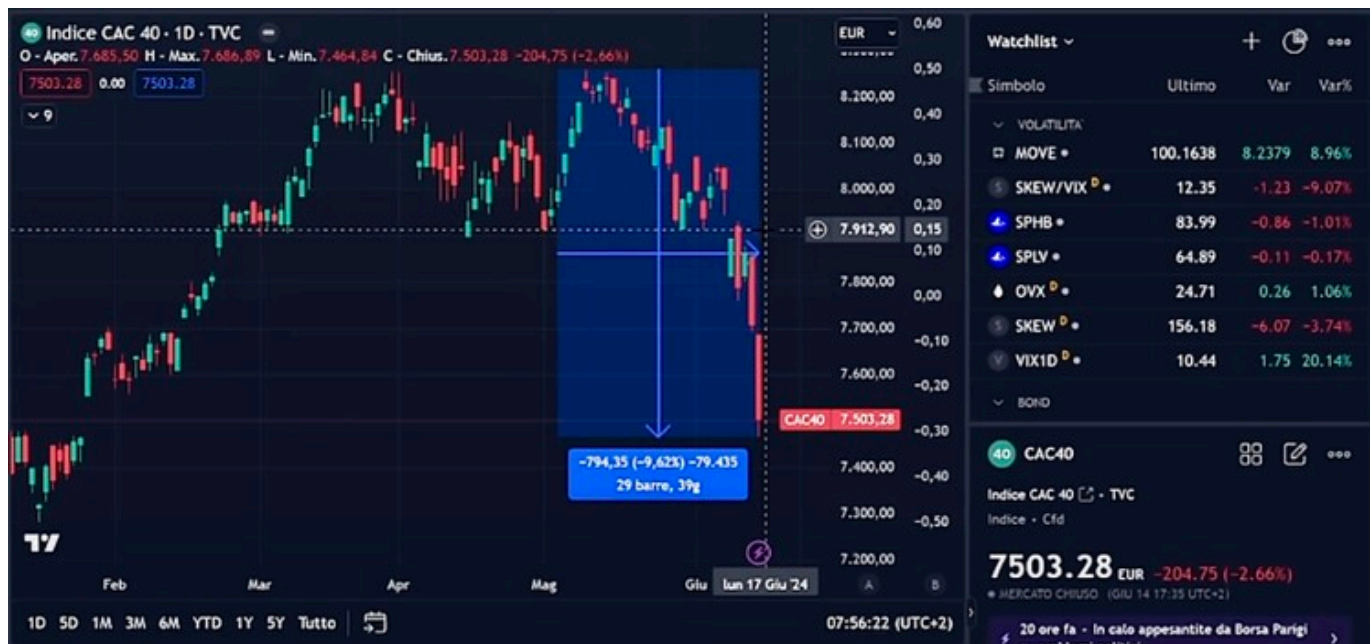 40 Indice CAC 40 · 1D · TVC
O - Aper.7.685,50 H - Max.7.686,89 L - Min.7.464,84 C - Chius.7.503,28 -204,75 (-2,66%)
7503.28 0.00 7503.28
9
EUR
8.200,00
8.100,00
8.000,00
7.912,90
7.800,00
7.700,00
7.600,00
CAC40 7.503,28
7.400,00
7.300,00
7.200,00
0,60
0,50
0,40
0,30
0,20
0,15
0,10
0,00
-0,10
-0,20
-0,30
-0,40
-0,50
-794,35 (-9,62%) -79.435
29 barre, 39g
Feb Mar Apr Mag Giu lun 17 Giu '24 A B
1D 5D 1M 3M 6M YTD 1Y 5Y Tutto 07:56:22 (UTC+2)
Watchlist
Simbolo Ultimo Var Var%
VOLATILITA'
MOVE 100.1638 8.2379 8.96%
S SKEW/VIX D 12.35 -1.23 -9.07%
SPHB 83.99 -0.86 -1.01%
SPLV 64.89 -0.11 -0.17%
OVX D 24.71 0.26 1.06%
S SKEW D 156.18 -6.07 -3.74%
V VIX1D D 10.44 1.75 20.14%
BOND
40 CAC40
Indice CAC 40 · TVC
Indice · Cfd
7503.28 EUR -204.75 (-2.66%)
MERCATO CHIUSO (GIU 14 17:35 UTC+2)
20 ore fa - In calo appesantite da Borsa Parigi